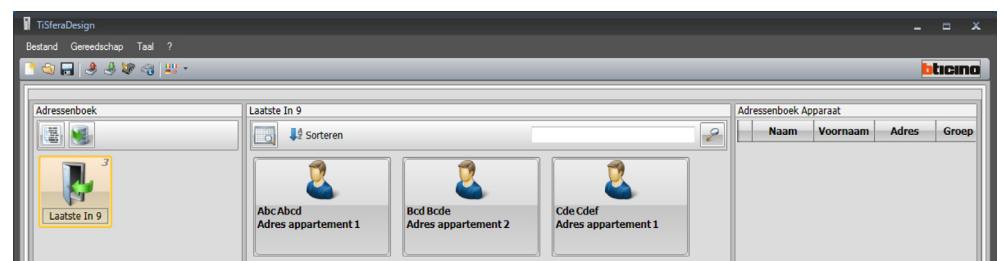 TiSferaDesign
Bestand Gereedschap Taal ?
bticino
Adressenboek
3
Laatste In 9
Laatste In 9
Sorteren
Abc Abcd
Adres appartement 1
Bcd Bcde
Adres appartement 2
Cde Cdef
Adres appartement 1
Adressenboek Apparaat
Naam Voornaam Adres Groep